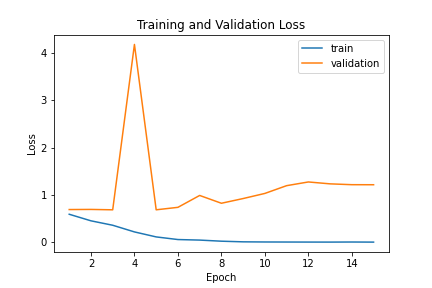 Training and Validation Loss
train
validation
Loss
4
3
2
1
0
2 4 6 8 10 12 14
Epoch